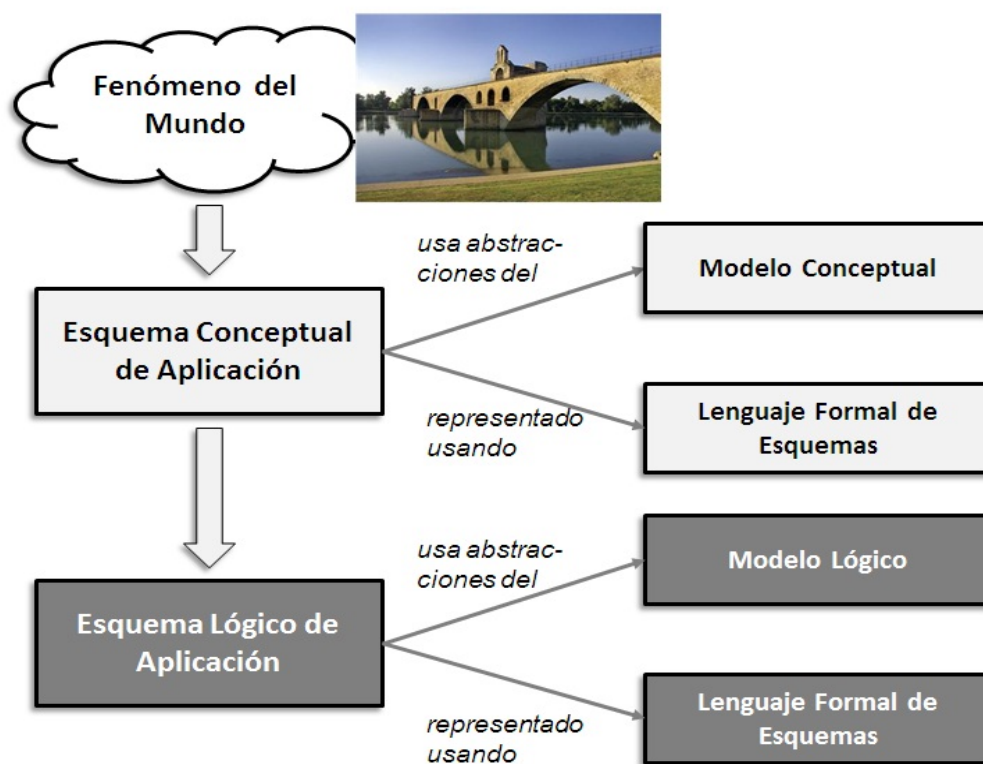 Fenómeno del
Mundo
usa abstrac-
ciones del
Modelo Conceptual
Esquema Conceptual
de Aplicación
representado
usando
Lenguaje Formal de
Esquemas
usa abstrac-
ciones del
Modelo Lógico
Esquema Lógico de
Aplicación
representado
usando
Lenguaje Formal de
Esquemas